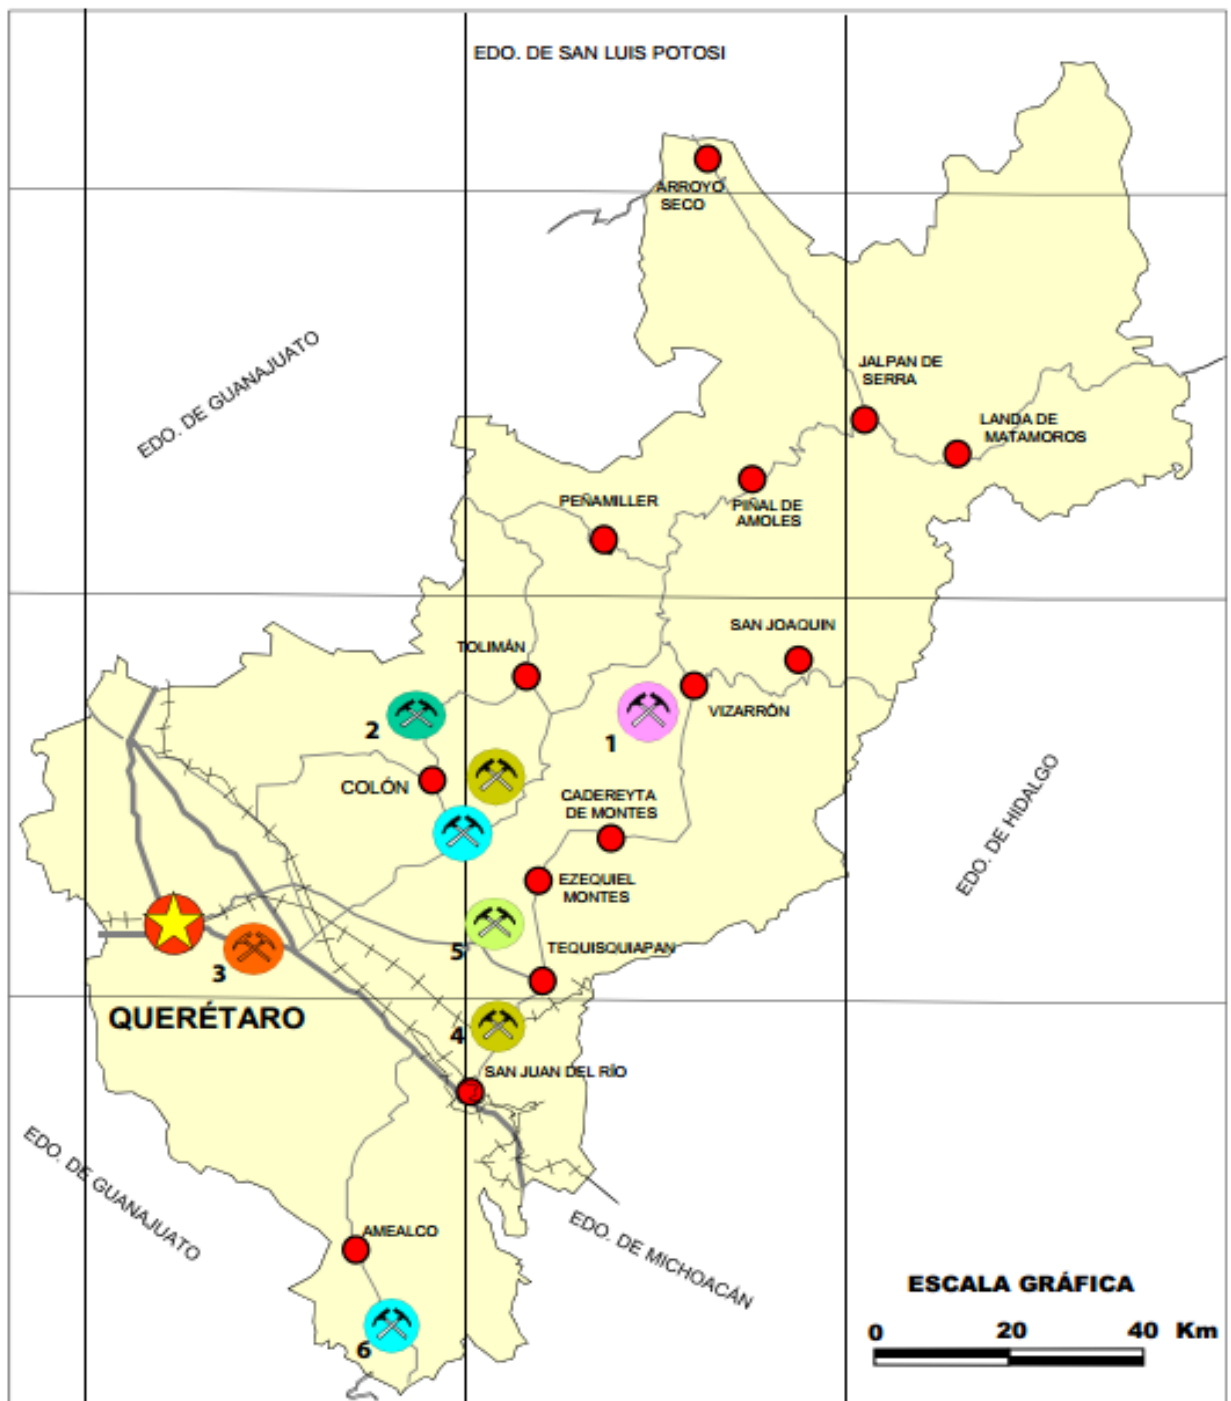 EDO. DE SAN LUIS POTOSI
ARROYO
SECO
EDO. DE GUANAJUATO
JALPAN DE
SERRA
LANDA DE
MATAMOROS
PEÑAMILLER
PIÑAL DE
AMOLES
SAN JOAQUIN
TOLIMÁN
VIZARRÓN
2
1
COLÓN
CADEREYTA
DE MONTES
EDO. DE HIDALGO
EZEQUIEL
MONTES
5
TEQUISQUIAPAN
3
QUERÉTARO
4
SAN JUAN DEL RÍO
EDO. DE GUANAJUATO
AMEALCO
EDO. DE MICHOACÁN
6
ESCALA GRÁFICA
0 20 40 Km